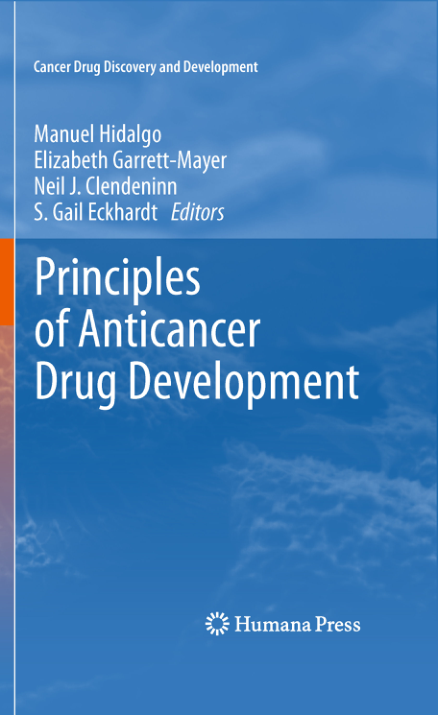 Cancer Drug Discovery and Development
Manuel Hidalgo
Elizabeth Garrett-Mayer
Neil J. Clendeninn
S. Gail Eckhardt Editors
Principles
of Anticancer
Drug Development
Humana Press